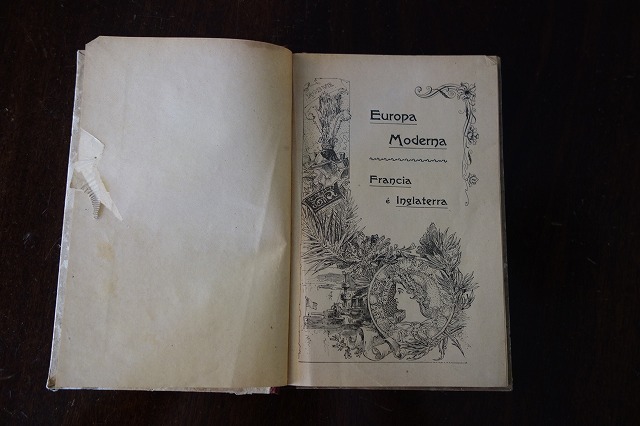 Europa
Moderna
Francia
é Inglaterra